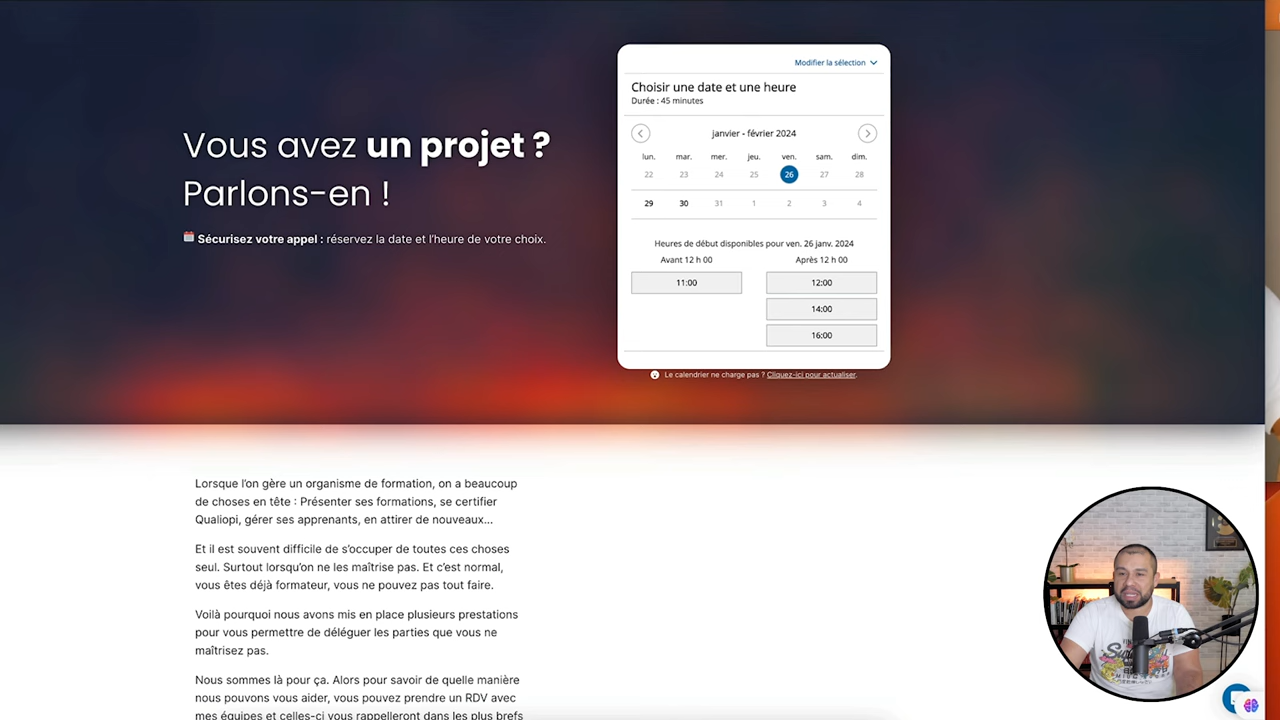 Vous avez un projet ?
Parlons-en !
Sécurisez votre appel : réservez la date et l'heure de votre choix.
Modifier la sélection
Choisir une date et une heure
Durée : 45 minutes
janvier - février 2024
lun. mar. mer. jeu. ven. sam. dim.
22 23 24 25 26 27 28
29 30 31 1 2 3 4
Heures de début disponibles pour ven. 26 janv. 2024
Avant 12 h 00 Après 12 h 00
11:00 12:00
14:00
16:00
Le calendrier ne charge pas ? Cliquez-ici pour actualiser.
Lorsque l'on gère un organisme de formation, on a beaucoup
de choses en tête : Présenter ses formations, se certifier
Qualiopi, gérer ses apprenants, en attirer de nouveaux...
Et il est souvent difficile de s'occuper de toutes ces choses
seul. Surtout lorsqu'on ne les maîtrise pas. Et c'est normal,
vous êtes déjà formateur, vous ne pouvez pas tout faire.
Voilà pourquoi nous avons mis en place plusieurs prestations
pour vous permettre de déléguer les parties que vous ne
maîtrisez pas.
Nous sommes là pour ça. Alors pour savoir de quelle manière
nous pouvons vous aider, vous pouvez prendre un RDV avec
mes équipes et celles-ci vous rappelleront dans les plus brefs